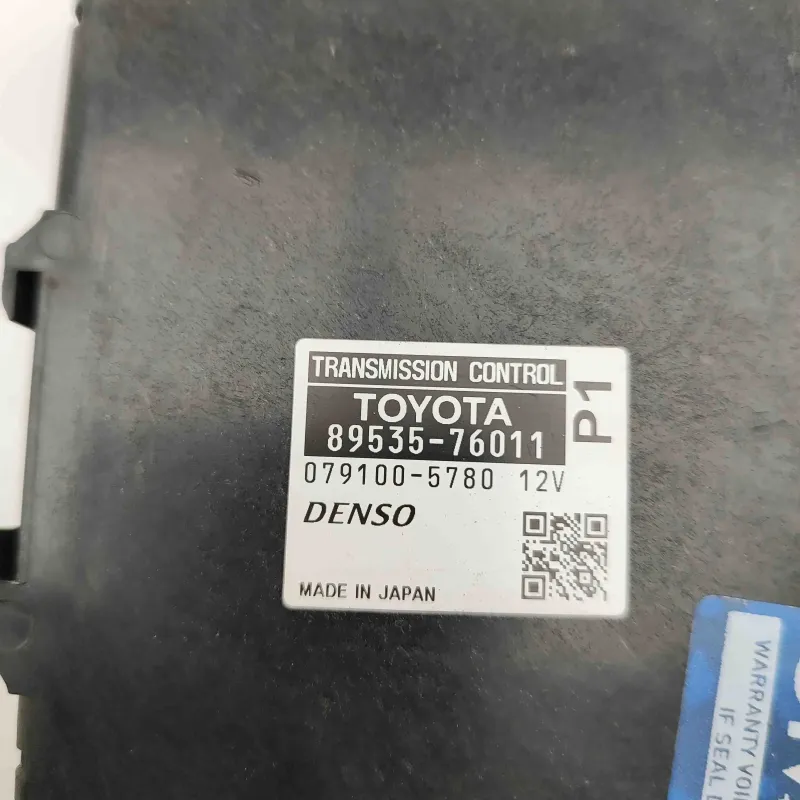 TRANSMISSION CONTROL
TOYOTA
89535-76011
P1
079100-5780 12V
DENSO
MADE IN JAPAN
WARRANTY VOI
IF SEAL